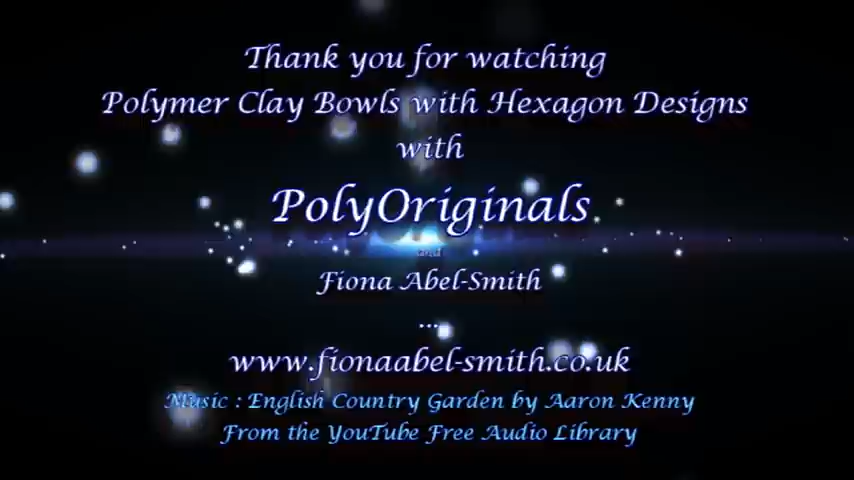 Thank you for watching
Polymer Clay Bowls with Hexagon Designs
with
PolyOriginals
and
Fiona Abel-Smith
...
www.fionaabel-smith.co.uk
Music : English Country Garden by Aaron Kenny
From the YouTube Free Audio Library